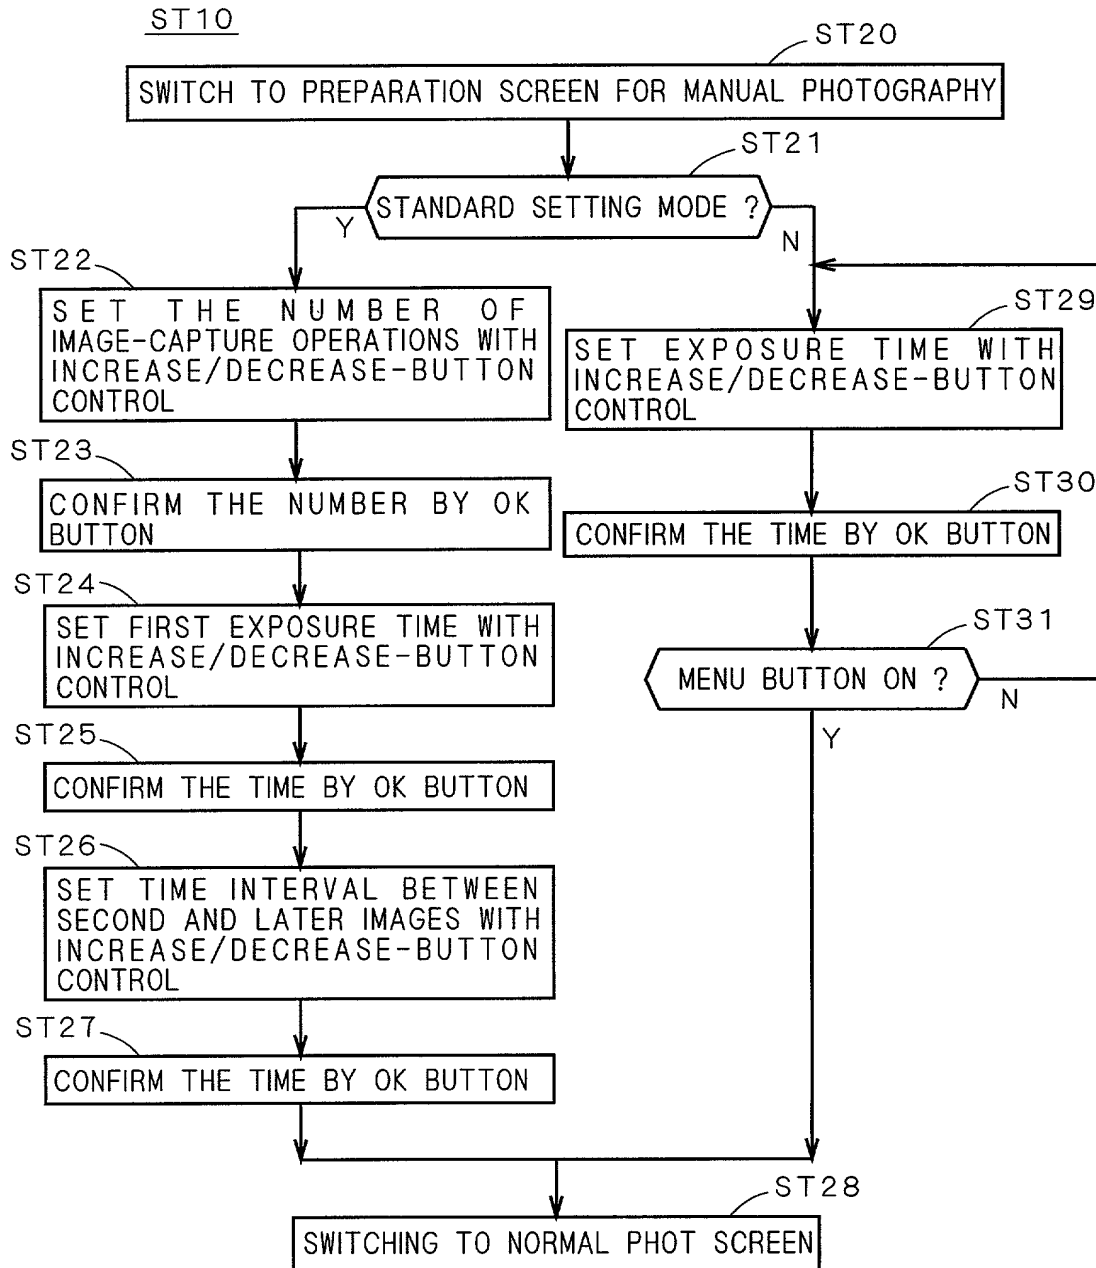 ST10
ST20
SWITCH TO PREPARATION SCREEN FOR MANUAL PHOTOGRAPHY
ST21
STANDARD SETTING MODE ?
Y
N
ST22
SET THE NUMBER OF
IMAGE-CAPTURE OPERATIONS WITH
INCREASE/DECREASE-BUTTON
CONTROL
ST23
CONFIRM THE NUMBER BY OK
BUTTON
ST24
SET FIRST EXPOSURE TIME WITH
INCREASE/DECREASE-BUTTON
CONTROL
ST25
CONFIRM THE TIME BY OK BUTTON
ST26
SET TIME INTERVAL BETWEEN
SECOND AND LATER IMAGES WITH
INCREASE/DECREASE-BUTTON
CONTROL
ST27
CONFIRM THE TIME BY OK BUTTON
ST29
SET EXPOSURE TIME WITH
INCREASE/DECREASE-BUTTON
CONTROL
ST30
CONFIRM THE TIME BY OK BUTTON
ST31
MENU BUTTON ON ?
N
Y
ST28
SWITCHING TO NORMAL PHOT SCREEN